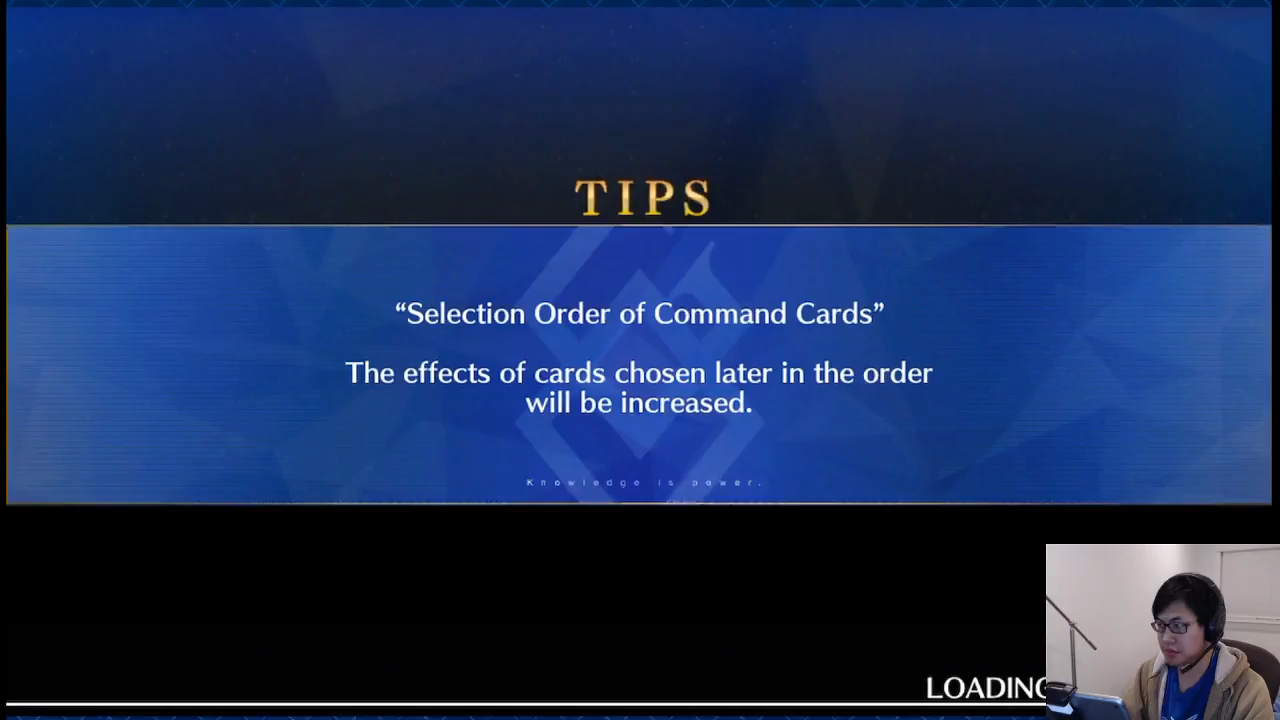 TIPS
“Selection Order of Command Cards”
The effects of cards chosen later in the order
will be increased.
Knowledge is power.
LOADING